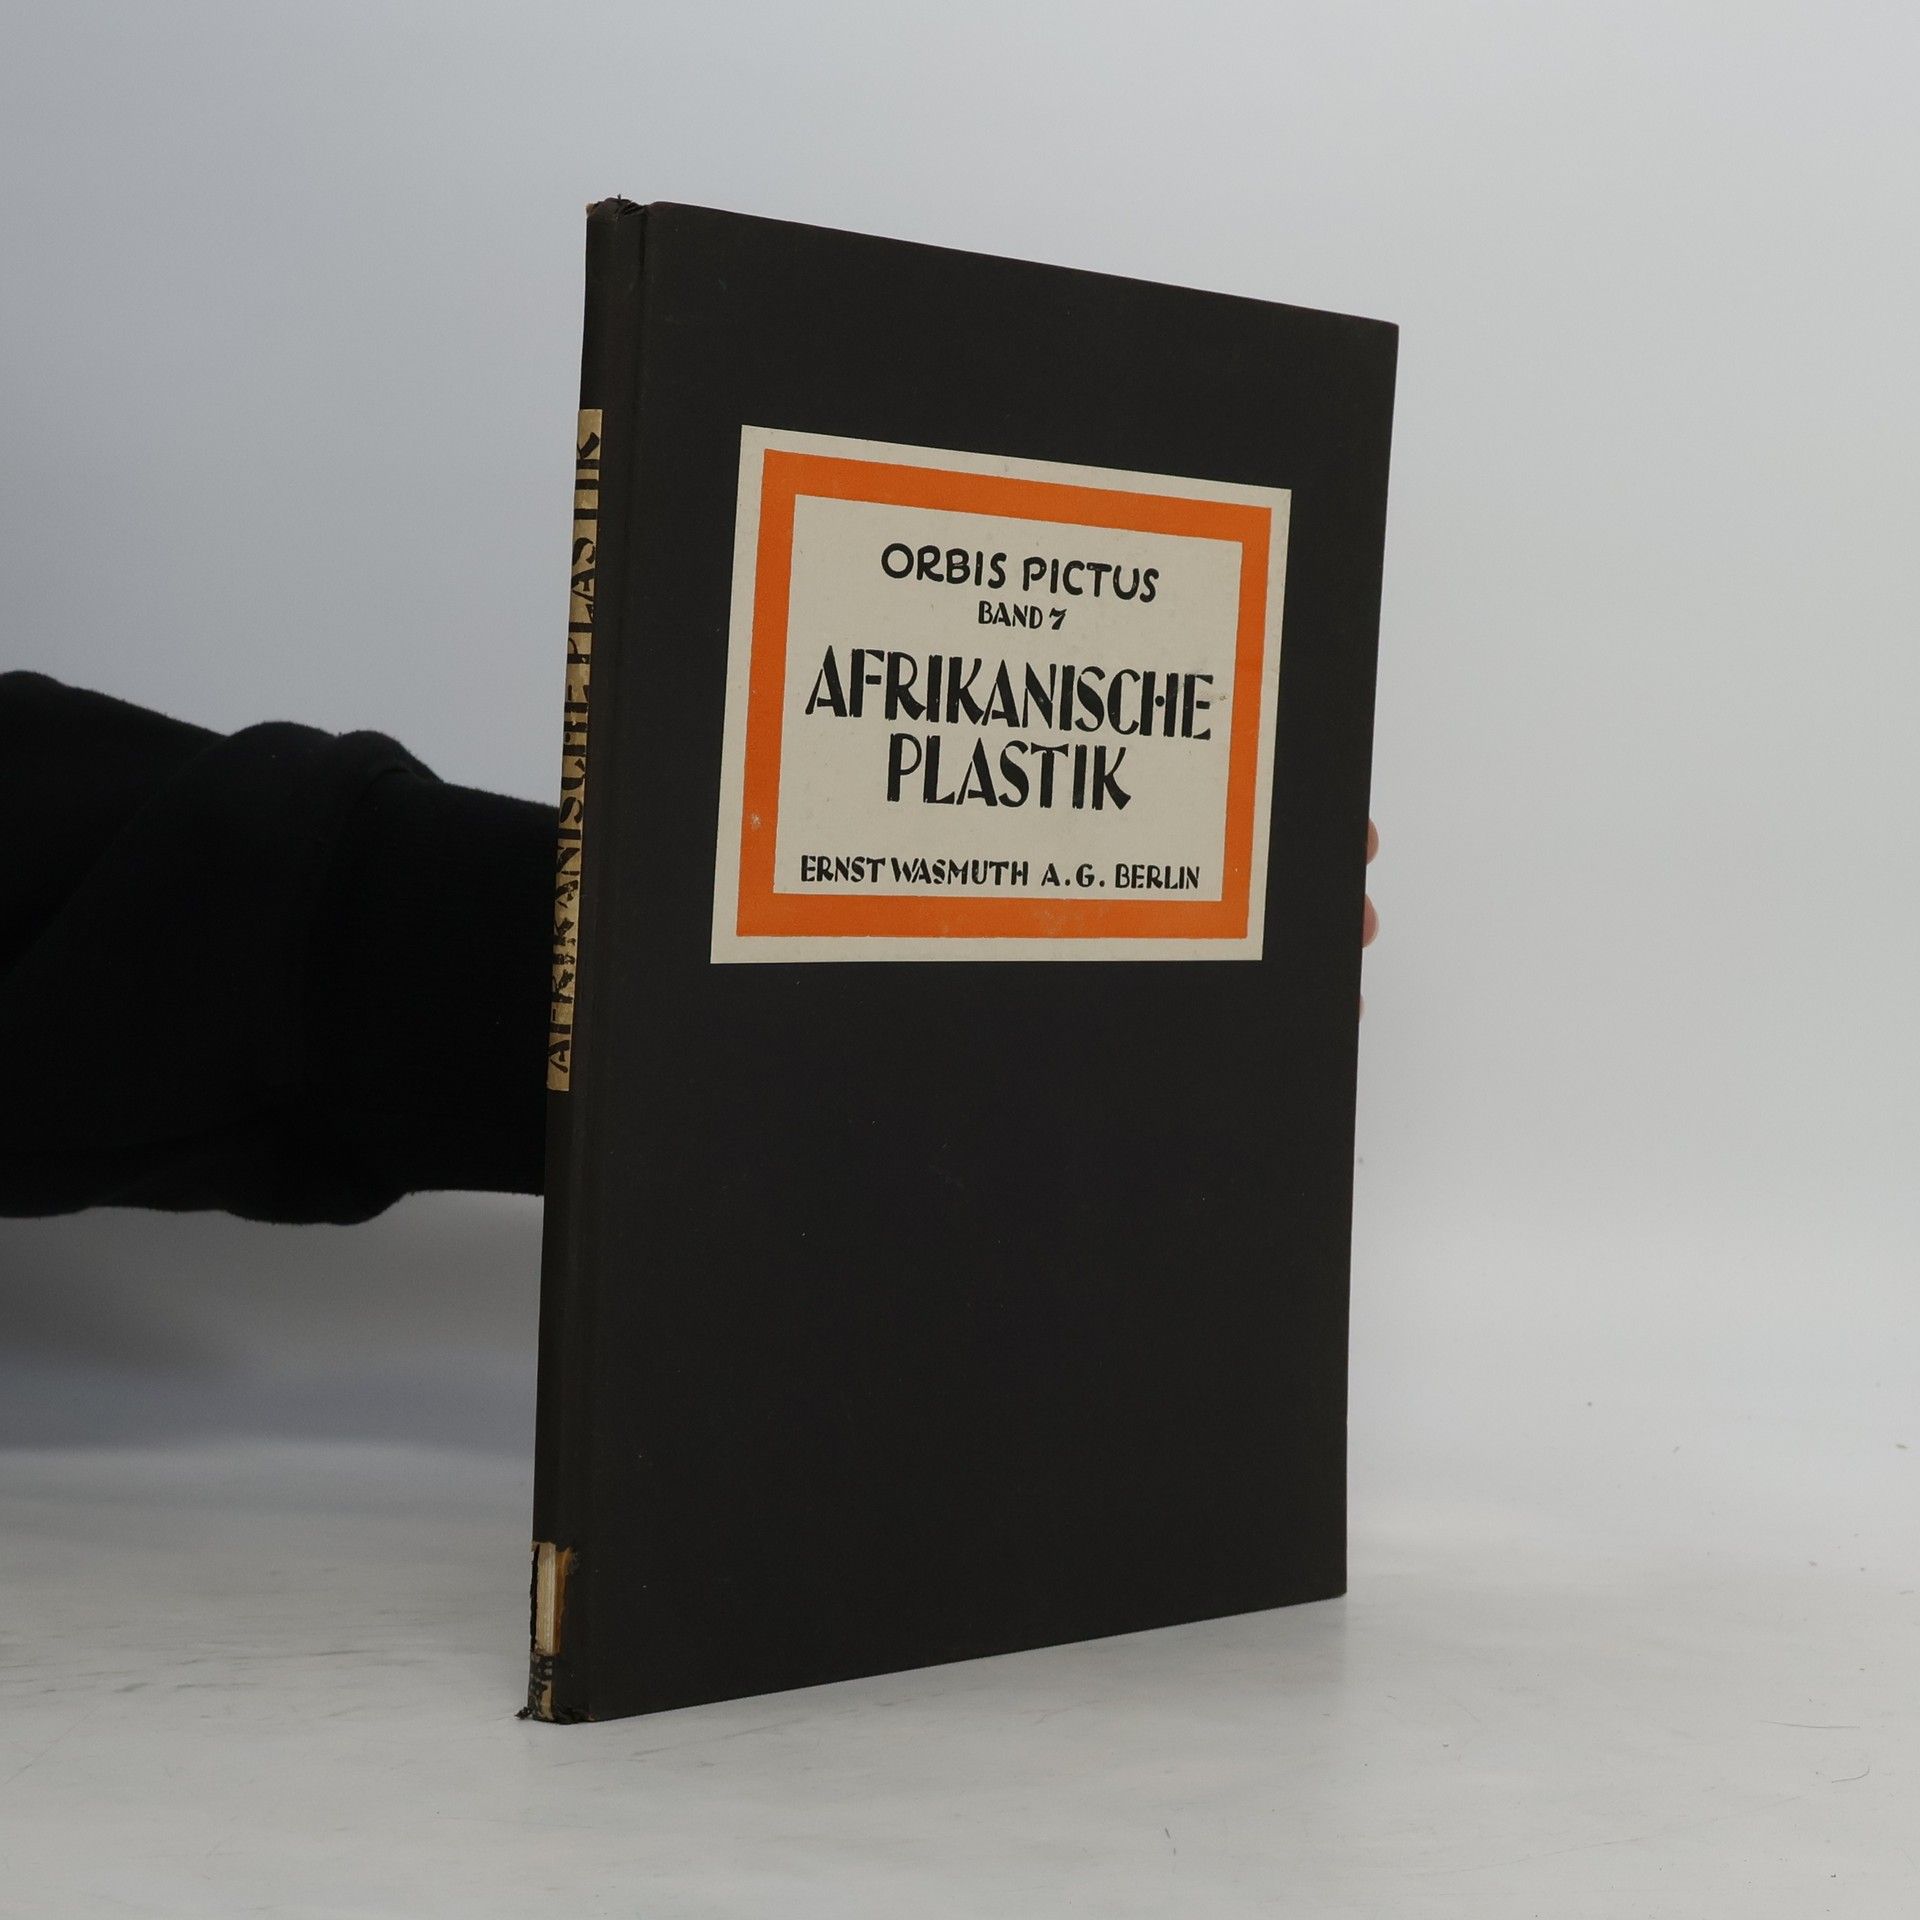 AFRIKANISCHE PLASTIK
ORBIS PICTUS
BAND 7
AFRIKANISCHE
PLASTIK
ERNST WASMUTH A.G. BERLIN